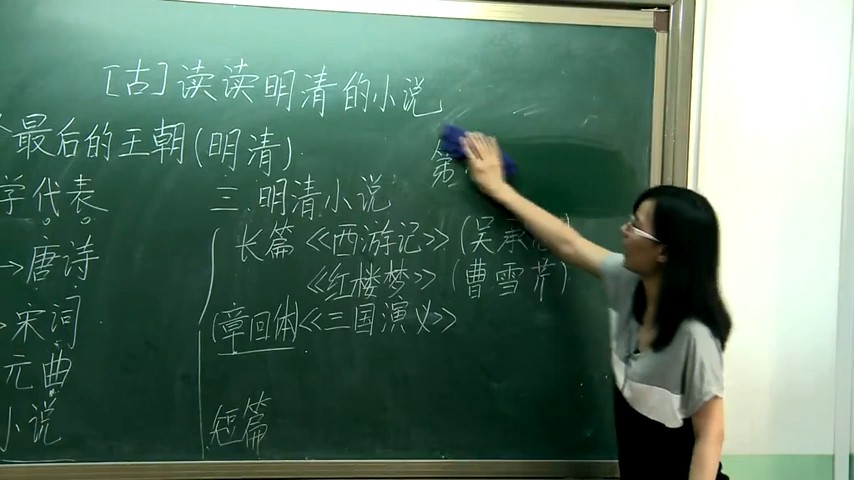 [古]读读明清的小说
最后的王朝(明清)
学代表
→唐诗
宋词
元曲
小说
第
三.明清小说
长篇《西游记》(吴承恩)
《红楼梦》(曹雪芹)
(章回体)《三国演义》
短篇